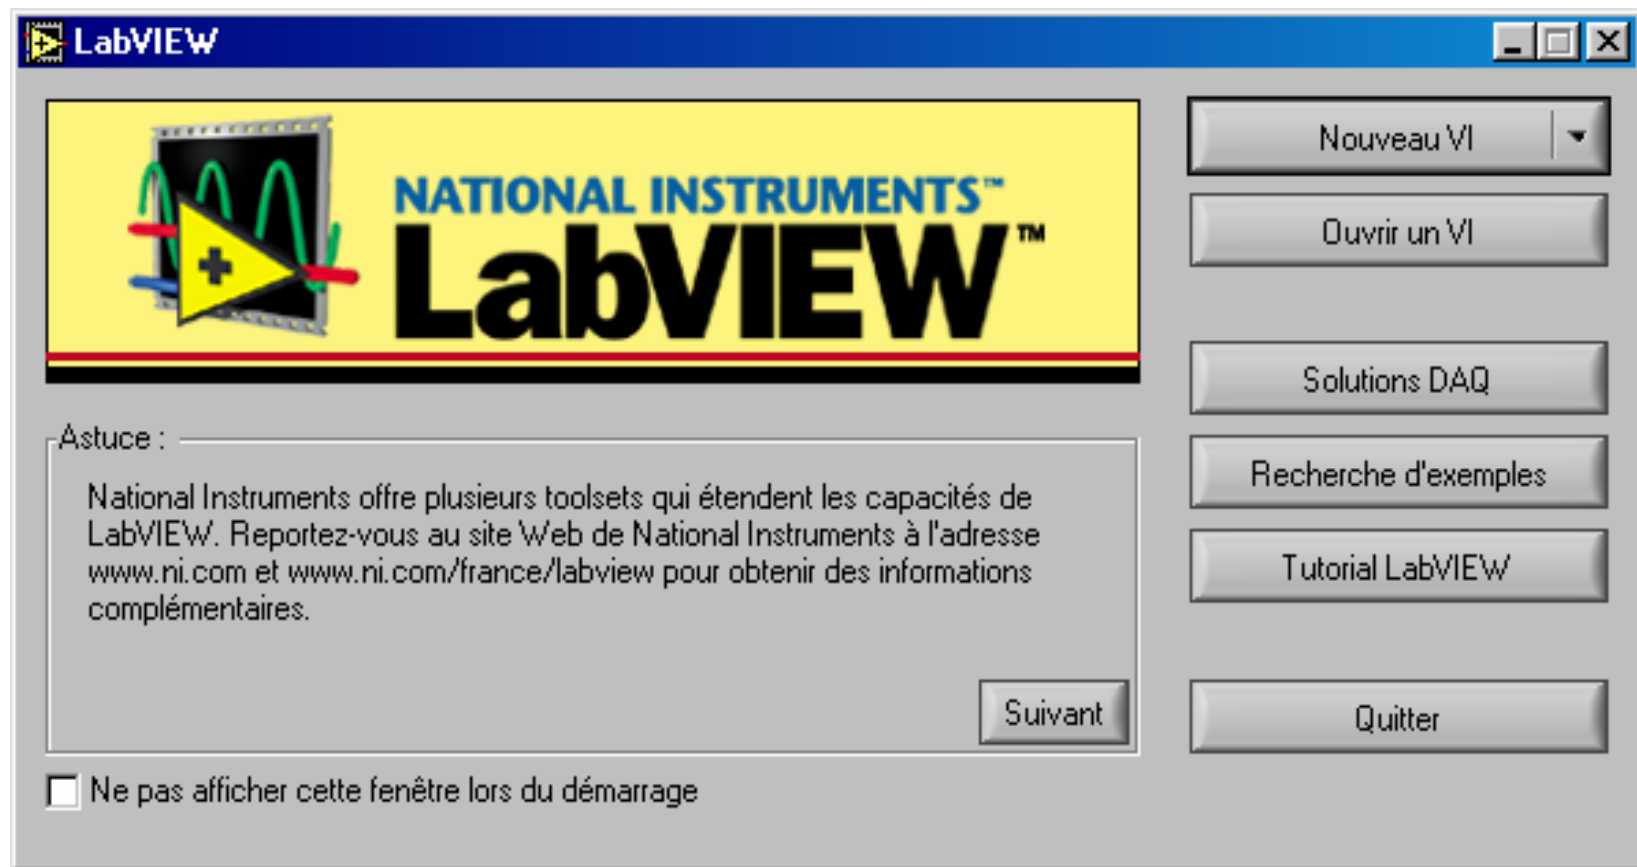 LabVIEW
NATIONAL INSTRUMENTS™
LabVIEW™
Astuce :
National Instruments offre plusieurs toolsets qui étendent les capacités de
LabVIEW. Reportez-vous au site Web de National Instruments à l'adresse
www.ni.com et www.ni.com/france/labview pour obtenir des informations
complémentaires.
Suivant
Ne pas afficher cette fenêtre lors du démarrage
Nouveau VI
Ouvrir un VI
Solutions DAQ
Recherche d'exemples
Tutorial LabVIEW
Quitter